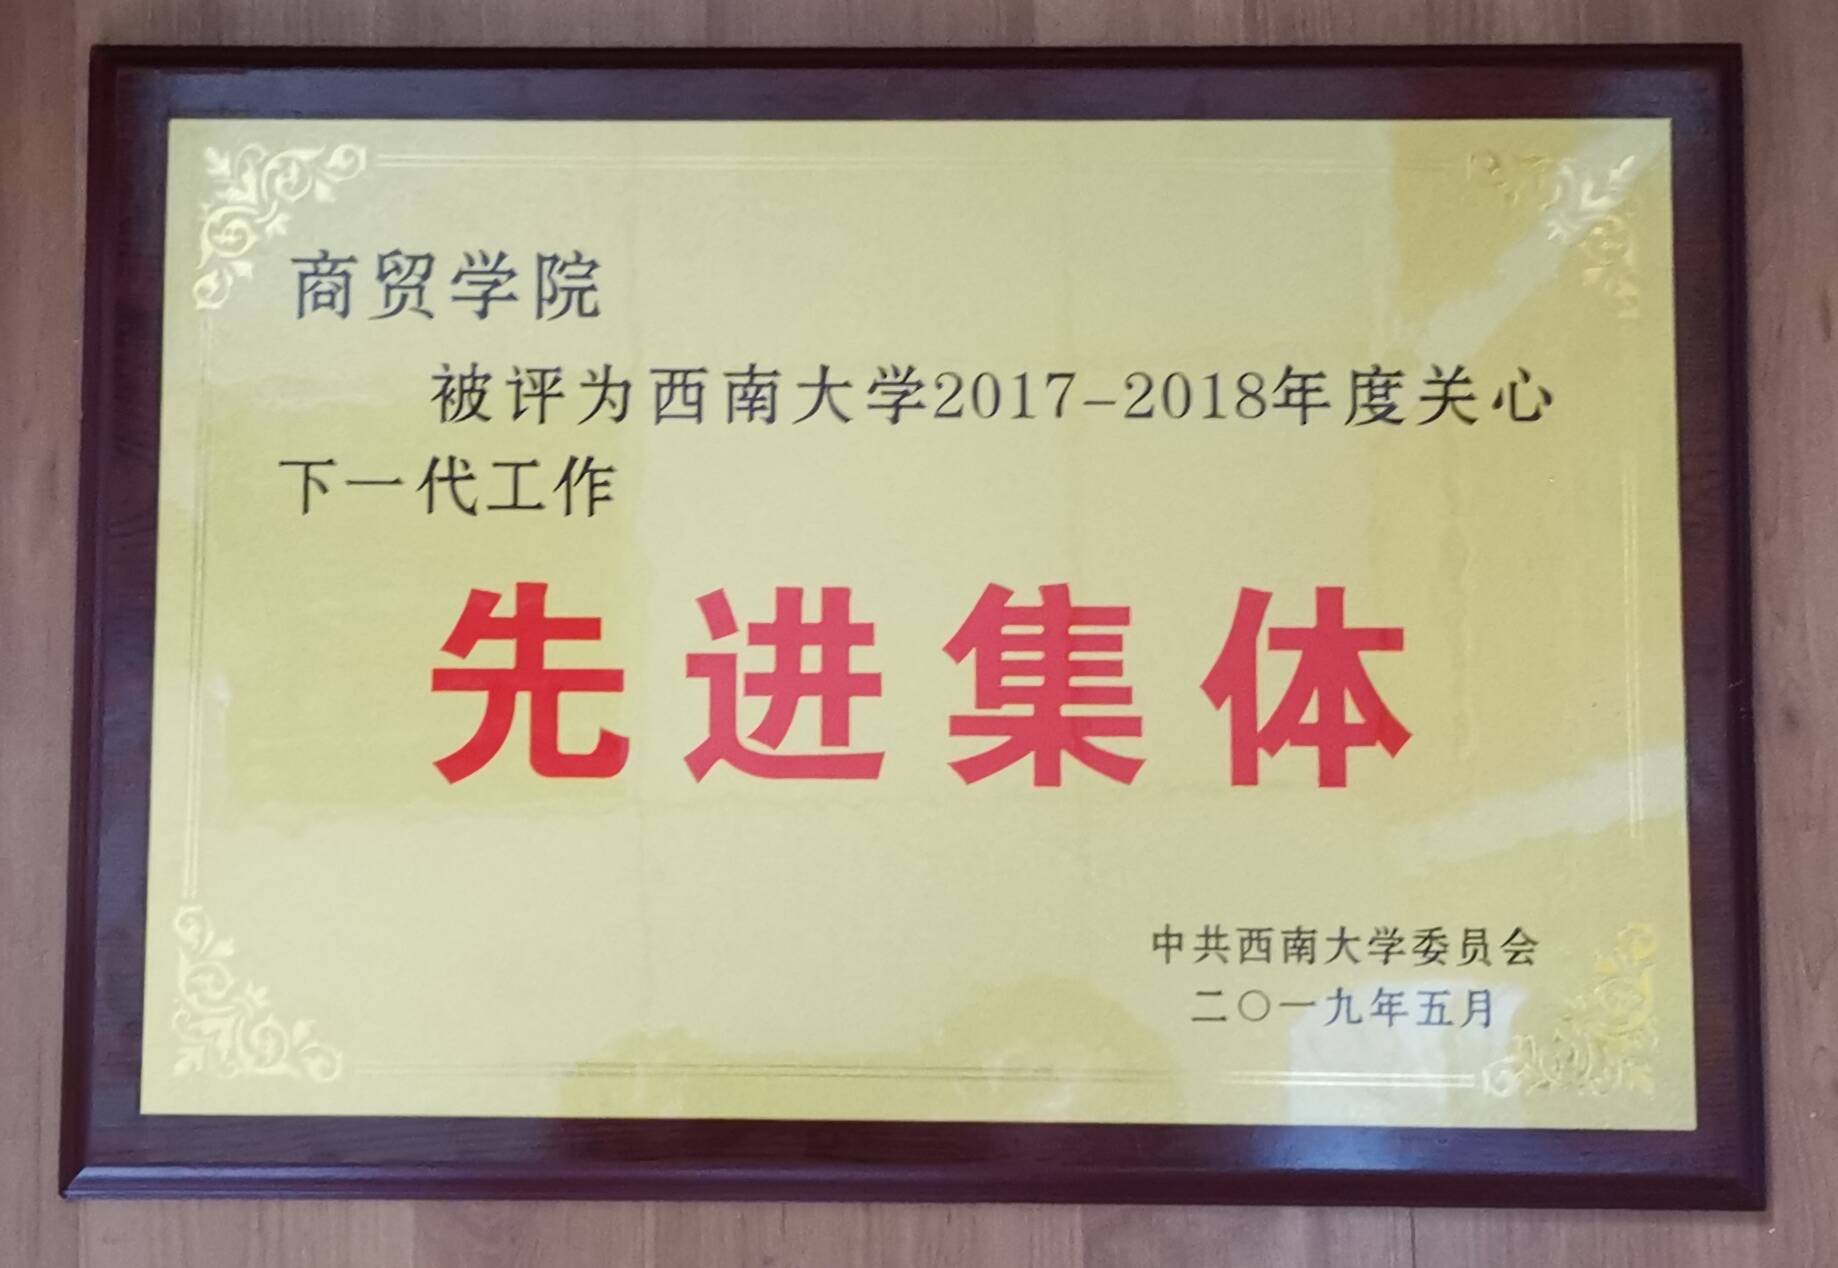 商贸学院
被评为西南大学2017-2018年度关心
下一代工作
先进集体
中共西南大学委员会
二〇一九年五月